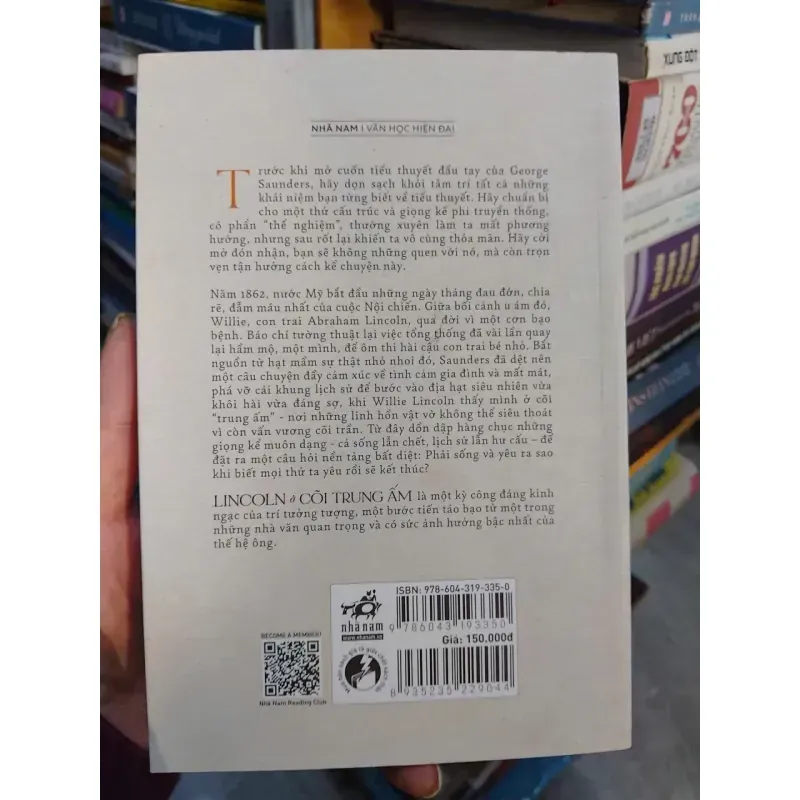 NHÃ NAM | VĂN HỌC HIỆN ĐẠI
Trước khi mở cuốn tiểu thuyết đầu tay của George
Saunders, hãy dọn sạch khỏi tâm trí tất cả những
khái niệm bạn từng biết về tiểu thuyết. Hãy chuẩn bị
cho một thứ cấu trúc và giọng kể phi truyền thống,
có phần “thể nghiệm”, thường xuyên làm ta mất phương
hướng, nhưng sau rốt lại khiến ta vô cùng thỏa mãn. Hãy cởi
mở đón nhận, bạn sẽ không những quen với nó, mà còn trọn
vẹn tận hưởng cách kể chuyện này.
Năm 1862, nước Mỹ bắt đầu những ngày tháng đau đớn, chia
rẽ, đẫm máu nhất của cuộc Nội chiến. Giữa bối cảnh u ám đó,
Willie, con trai Abraham Lincoln, qua đời vì một cơn bạo
bệnh. Báo chí tường thuật lại việc tổng thống đã vài lần quay
lại hầm mộ, một mình, để ôm thi hài cậu con trai bé nhỏ. Bắt
nguồn từ hạt mầm sự thật nhỏ nhoi đó, Saunders đã dệt nên
một câu chuyện đầy cảm xúc về tình cảm gia đình và mất mát,
phá vỡ cái khung lịch sử để bước vào địa hạt siêu nhiên vừa
khôi hài vừa đáng sợ, khi Willie Lincoln thấy mình ở cõi
“trung ấm” - nơi những linh hồn vật vờ không thể siêu thoát
vì còn vấn vương cõi trần. Từ đây dồn dập hàng chục những
giọng kể muôn dạng - cả sống lẫn chết, lịch sử lẫn hư cấu – để
đặt ra một câu hỏi nền tảng bất diệt: Phải sống và yêu ra sao
khi biết mọi thứ ta yêu rồi sẽ kết thúc?
LINCOLN ở CÕI TRUNG ẤM là một kỳ công đáng kinh
ngạc của trí tưởng tượng, một bước tiến táo bạo từ một trong
những nhà văn quan trọng và có sức ảnh hưởng bậc nhất của
thế hệ ông.
BECOME A MEMBER!
Nhã Nam Reading Club
nhã nam
www.nhanam.vn
ISBN: 978-604-319-335-0
9 786043 193350
Giá: 150.000đ
8 935235 229044
XUNG ĐỘT
700